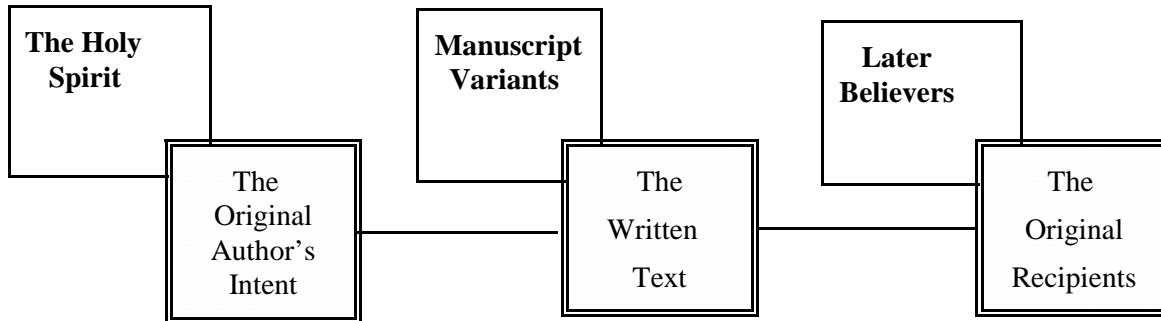 The Holy
Spirit
Manuscript
Variants
Later
Believers
The
Original
Author’s
Intent
The
Written
Text
The
Original
Recipients